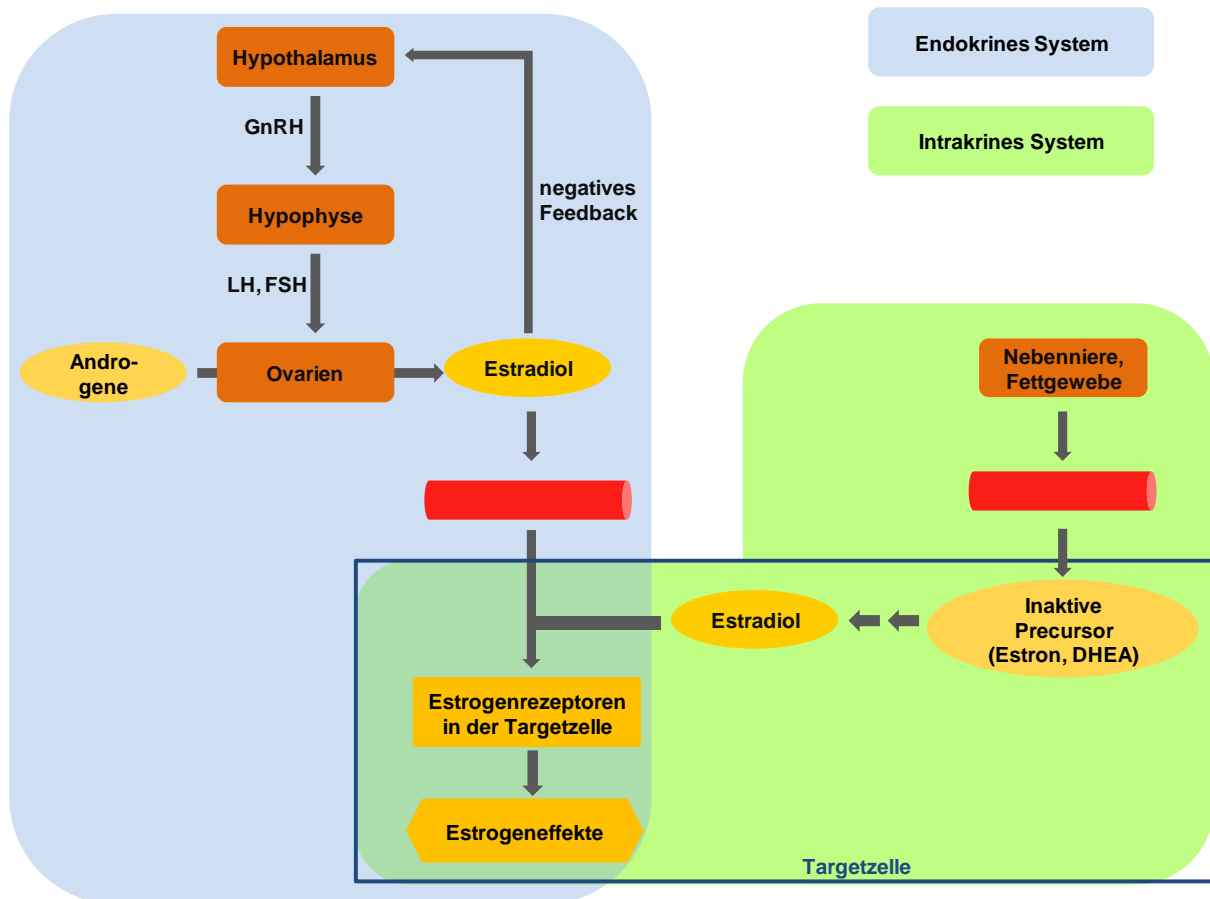 Endokrines System
Intrakrines System
Hypothalamus
GnRH
negatives
Feedback
Hypophyse
LH, FSH
Andro-
gene
Ovarien
Estradiol
Nebenniere,
Fettgewebe
Inaktive
Precursor
(Estron, DHEA)
Estradiol
Estrogenrezeptoren
in der Targetzelle
Estrogeneffekte
Targetzelle